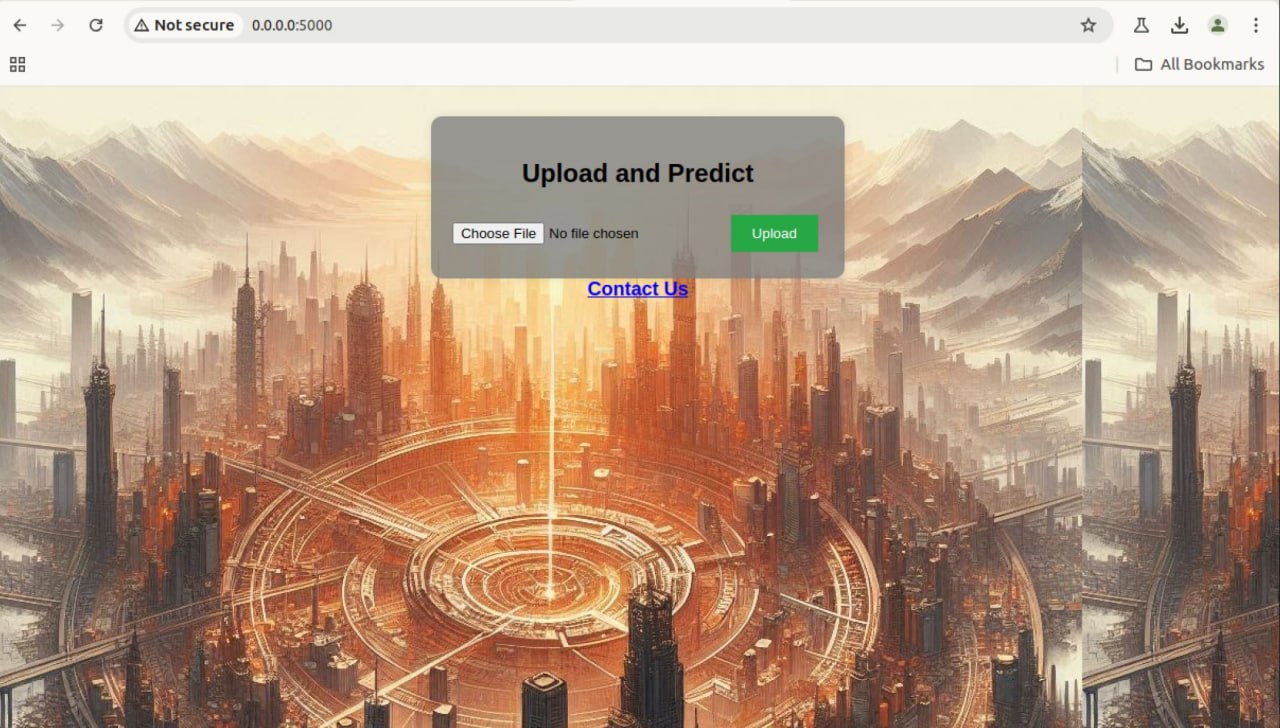 Not secure 0.0.0.0:5000
All Bookmarks
Upload and Predict
Choose File No file chosen Upload
Contact Us